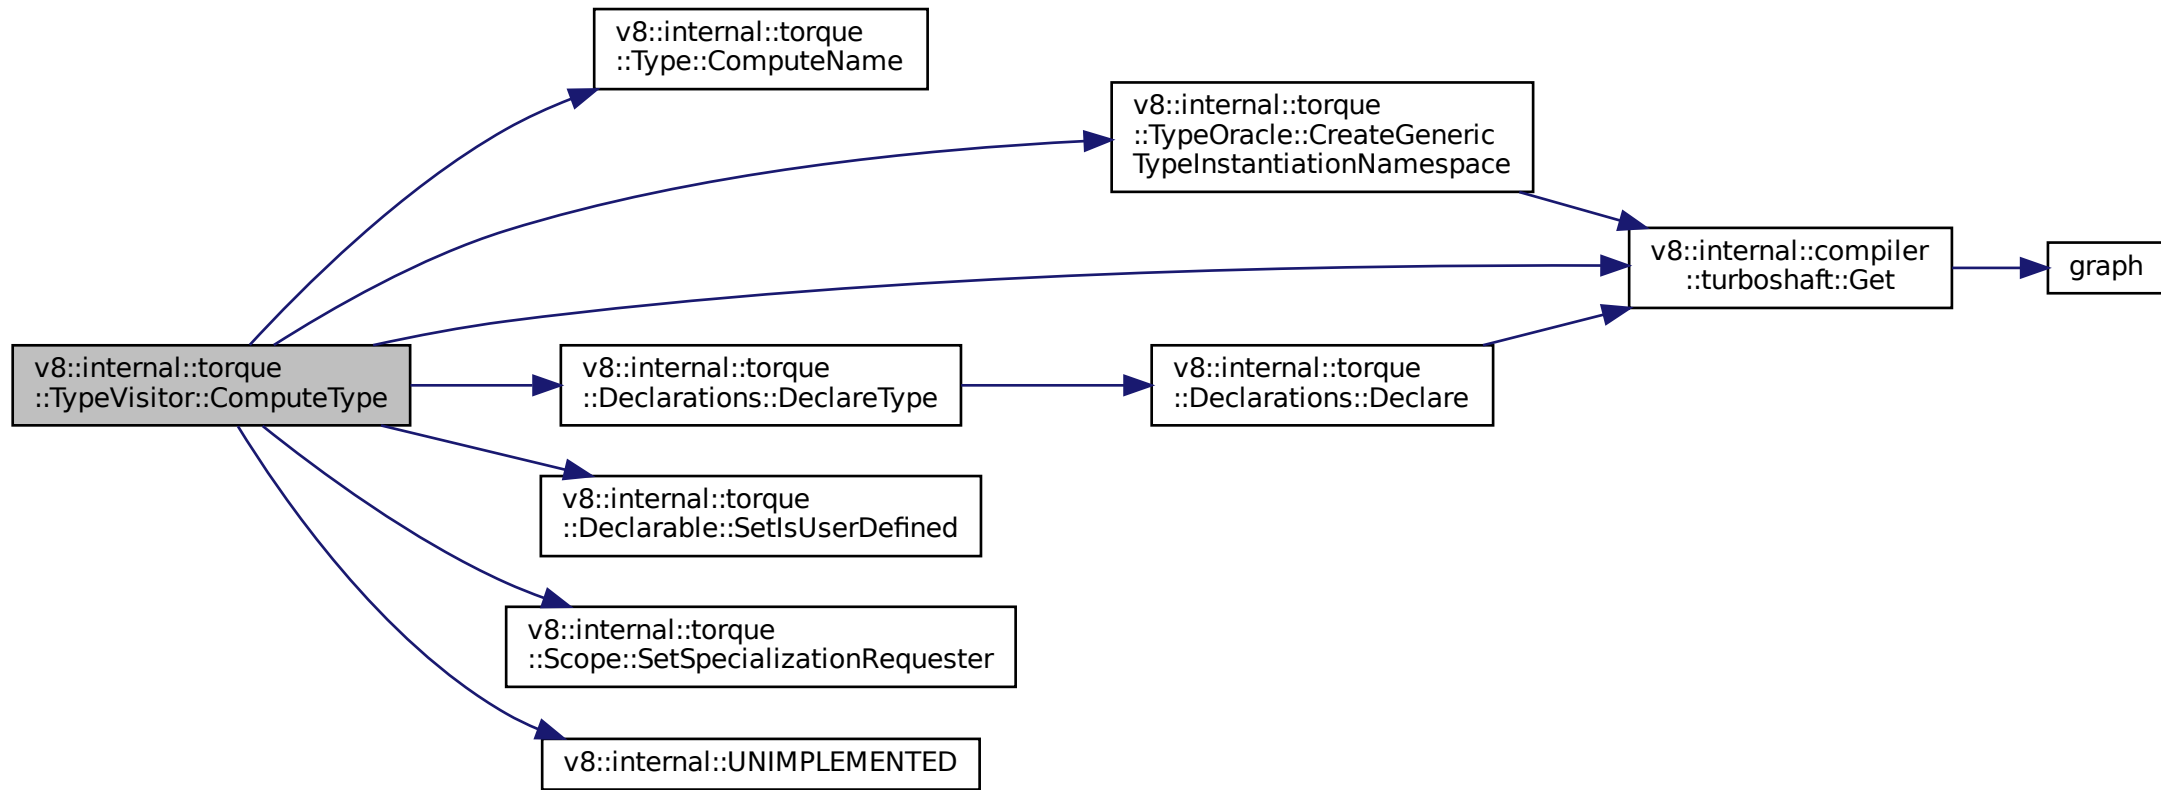 v8::internal::torque
::Type::ComputeName
v8::internal::torque
::TypeOracle::CreateGeneric
TypeInstantiationNamespace
v8::internal::compiler
::turboshaft::Get
graph
v8::internal::torque
::TypeVisitor::ComputeType
v8::internal::torque
::Declarations::DeclareType
v8::internal::torque
::Declarations::Declare
v8::internal::torque
::Declarable::SetIsUserDefined
v8::internal::torque
::Scope::SetSpecializationRequester
v8::internal::UNIMPLEMENTED